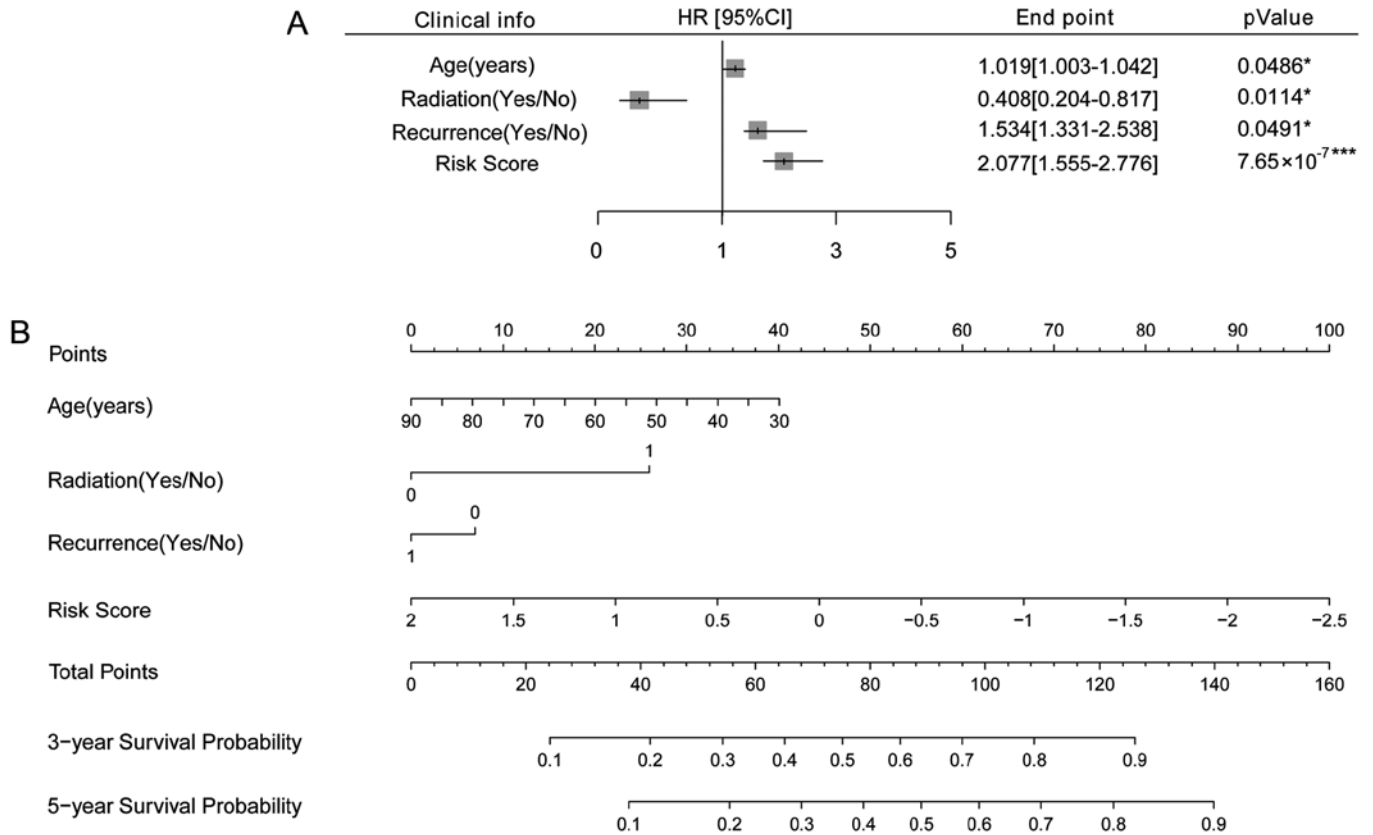 A
Clinical info HR [95%CI] End point pValue
Age(years) 1.019[1.003-1.042] 0.0486*
Radiation(Yes/No) 0.408[0.204-0.817] 0.0114*
Recurrence(Yes/No) 1.534[1.331-2.538] 0.0491*
Risk Score 2.077[1.555-2.776] 7.65×10⁻⁷***
0 1 3 5
B
0 10 20 30 40 50 60 70 80 90 100
Points
Age(years)
90 80 70 60 50 40 30
1
Radiation(Yes/No)
0
0
Recurrence(Yes/No)
1
Risk Score
2 1.5 1 0.5 0 −0.5 −1 −1.5 −2 −2.5
Total Points
0 20 40 60 80 100 120 140 160
3−year Survival Probability
0.1 0.2 0.3 0.4 0.5 0.6 0.7 0.8 0.9
5−year Survival Probability
0.1 0.2 0.3 0.4 0.5 0.6 0.7 0.8 0.9